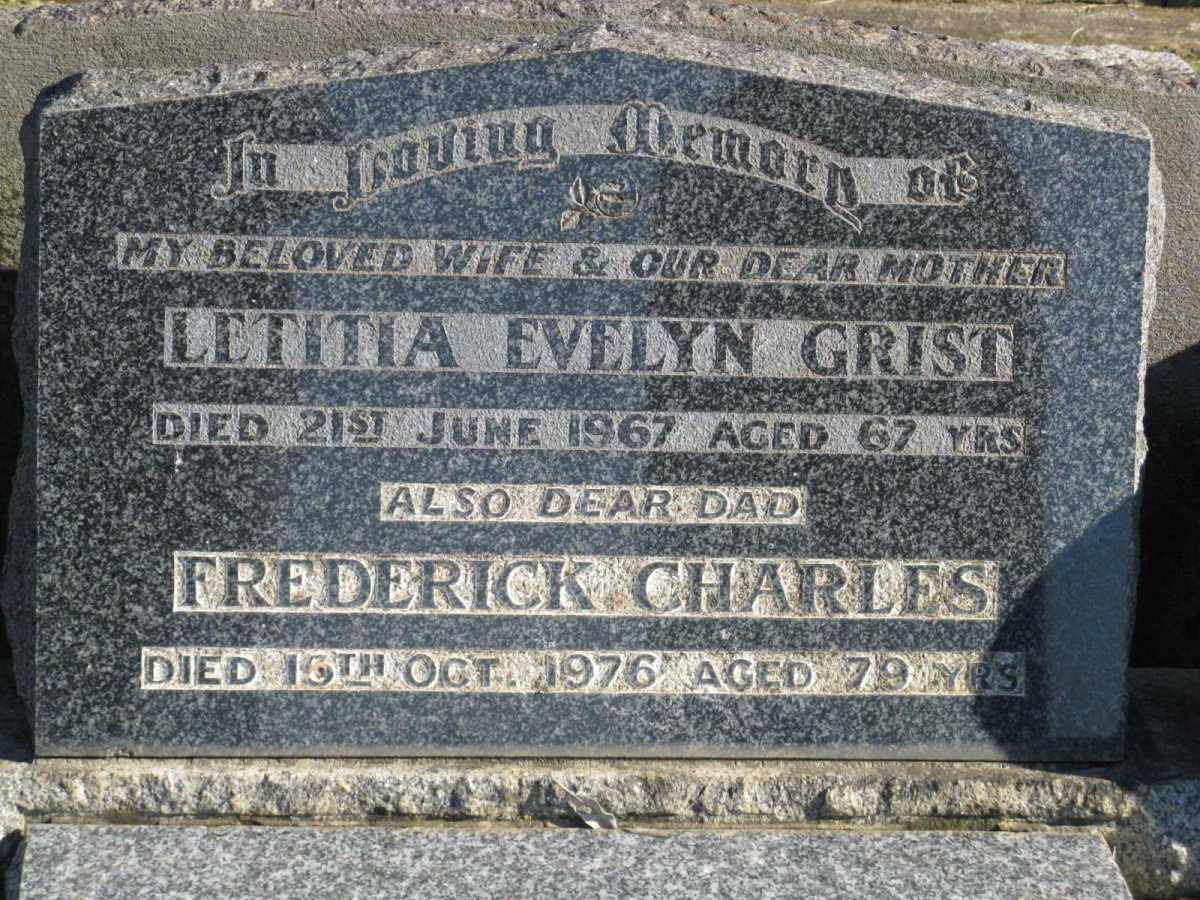 In Loving Memory of
MY BELOVED WIFE & OUR DEAR MOTHER
LETITIA EVELYN GRIST
DIED 21ST JUNE 1967 AGED 67 YRS
ALSO DEAR DAD
FREDERICK CHARLES
DIED 16TH OCT. 1976 AGED 79 YRS